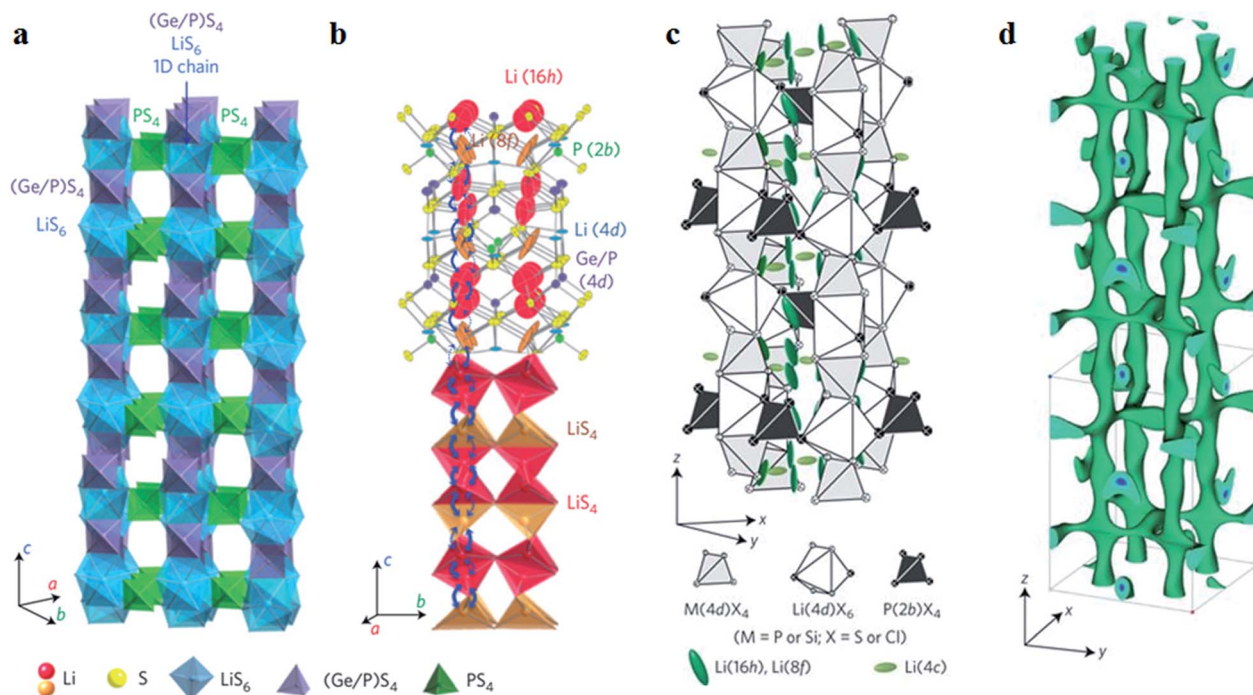 a
(Ge/P)S4
LiS6
1D chain
PS4
PS4
(Ge/P)S4
LiS6
c
a
b
b
Li (16h)
Li(8f)
P (2b)
Li (4d)
Ge/P
(4d)
LiS4
LiS4
c
b
a
Li
S
LiS6
(Ge/P)S4
PS4
c
z
x
y
M(4d)X4
Li(4d)X6
P(2b)X4
(M = P or Si; X = S or Cl)
Li(16h), Li(8f)
Li(4c)
d
z
x
y